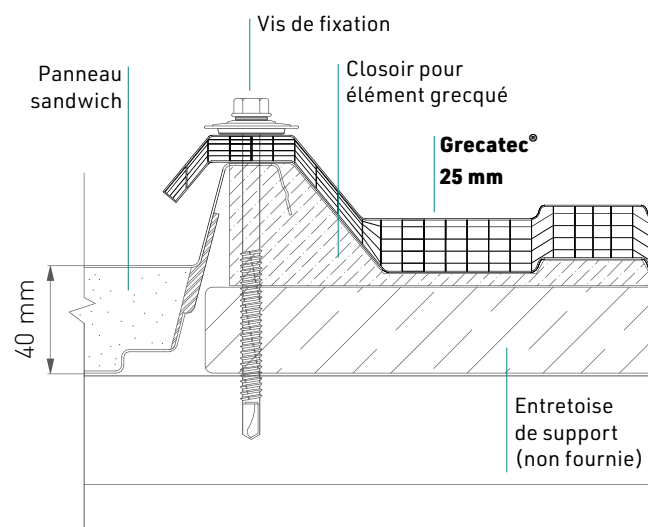 Vis de fixation
Panneau
sandwich
Closoir pour
élément grecqué
Grecatec®
25 mm
40 mm
Entretoise
de support
(non fournie)